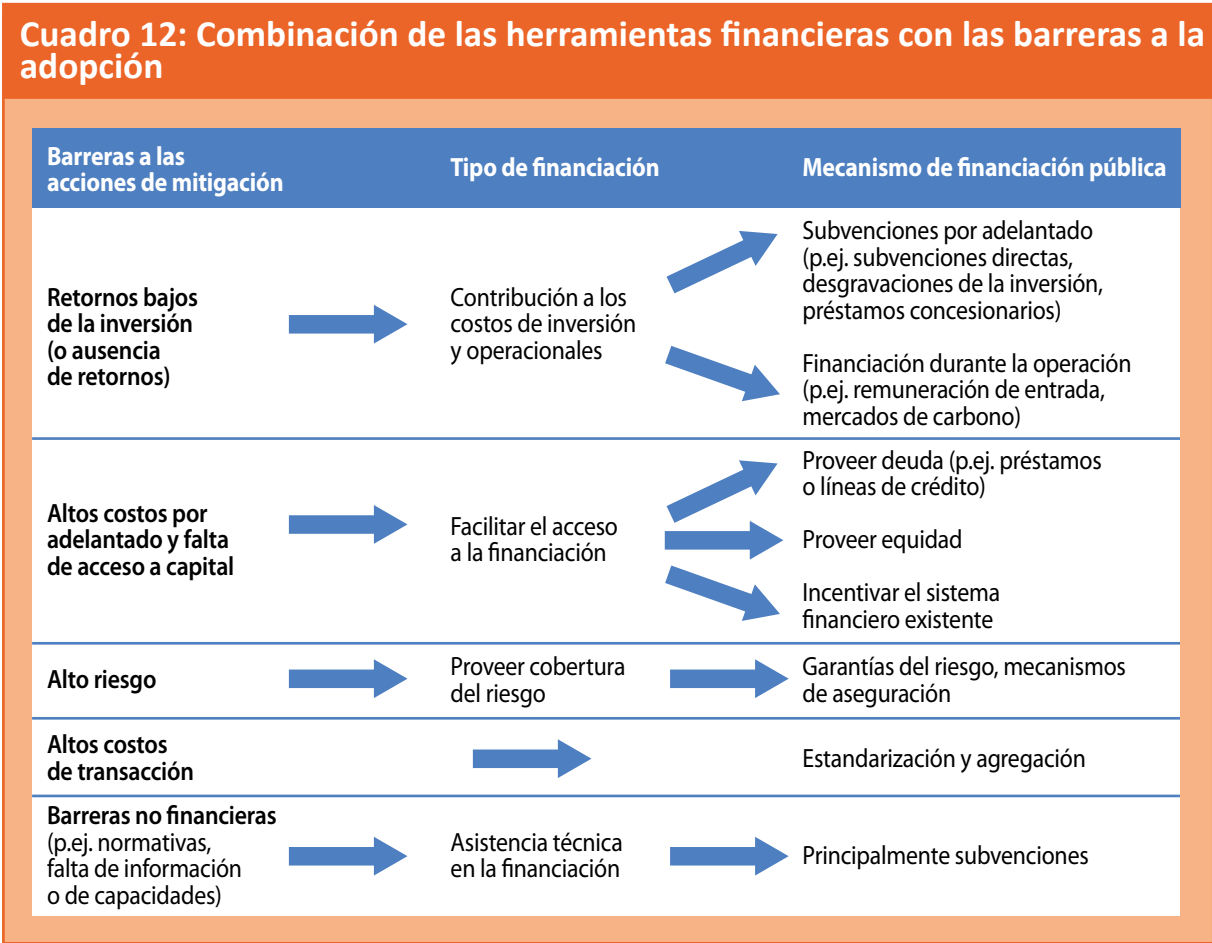 Cuadro 12: Combinación de las herramientas financieras con las barreras a la
adopción
Barreras a las
acciones de mitigación
Tipo de financiación
Mecanismo de financiación pública
Retornos bajos
de la inversión
(o ausencia
de retornos)
Contribución a los
costos de inversión
y operacionales
Subvenciones por adelantado
(p.ej. subvenciones directas,
desgravaciones de la inversión,
préstamos concesionarios)
Financiación durante la operación
(p.ej. remuneración de entrada,
mercados de carbono)
Altos costos por
adelantado y falta
de acceso a capital
Facilitar el acceso
a la financiación
Proveer deuda (p.ej. préstamos
o líneas de crédito)
Proveer equidad
Incentivar el sistema
financiero existente
Alto riesgo
Proveer cobertura
del riesgo
Garantías del riesgo, mecanismos
de aseguración
Altos costos
de transacción
Estandarización y agregación
Barreras no financieras
(p.ej. normativas,
falta de información
o de capacidades)
Asistencia técnica
en la financiación
Principalmente subvenciones